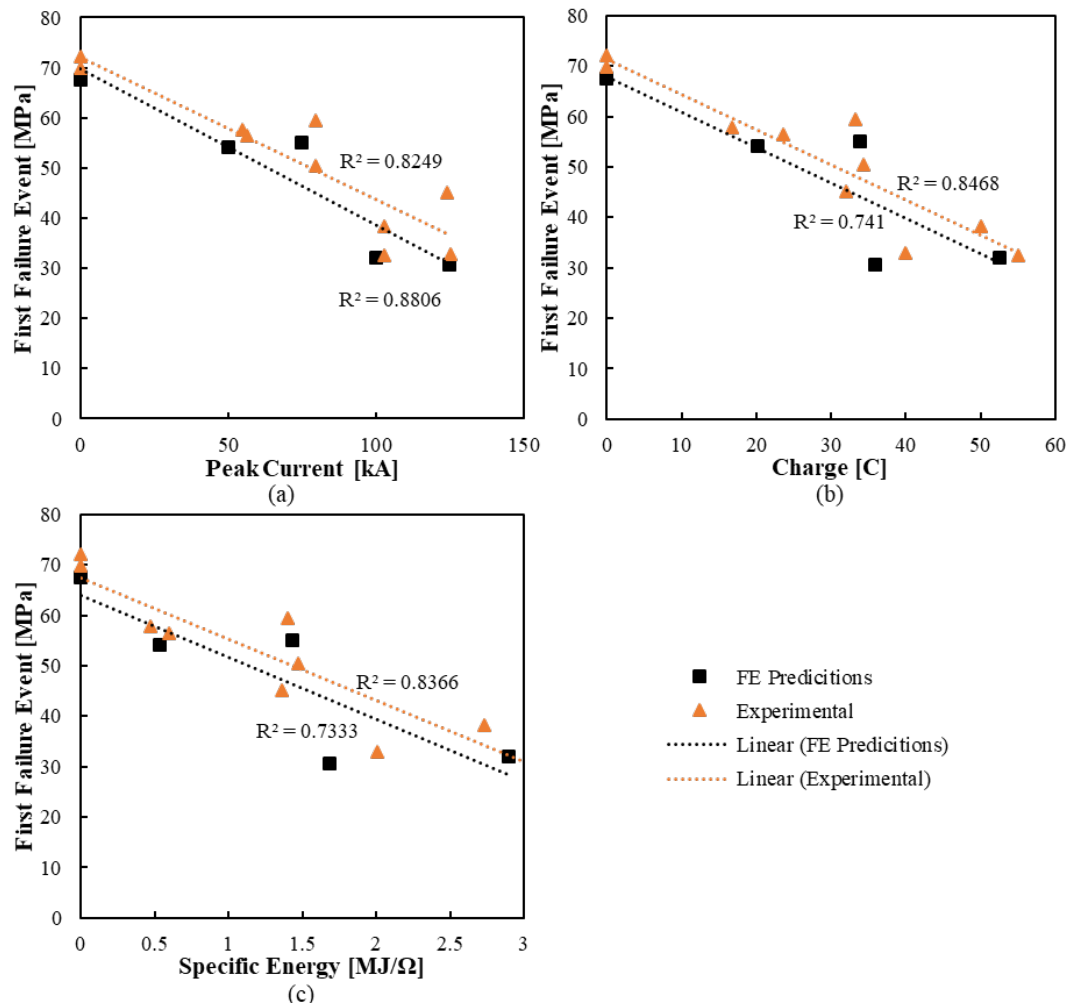 80
70
60
50
40
30
20
10
0
First Failure Event [MPa]
R² = 0.8249
R² = 0.8806
0
50
100
150
Peak Current [kA]
(a)
80
70
60
50
40
30
20
10
0
First Failure Event [MPa]
R² = 0.8468
R² = 0.741
0
10
20
30
40
50
60
Charge [C]
(b)
80
70
60
50
40
30
20
10
0
First Failure Event [MPa]
R² = 0.8366
R² = 0.7333
0
0.5
1
1.5
2
2.5
3
Specific Energy [MJ/Ω]
(c)
FE Predicitions
Experimental
Linear (FE Predicitions)
Linear (Experimental)